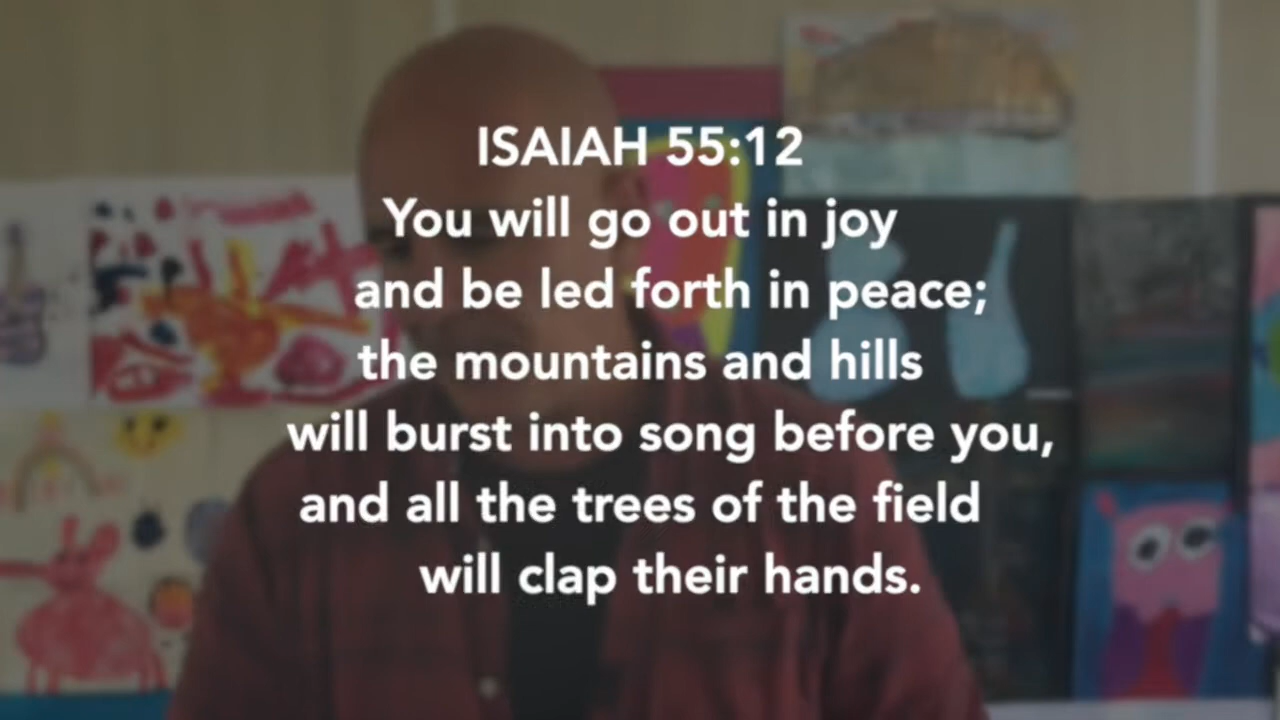 ISAIAH 55:12
You will go out in joy
and be led forth in peace;
the mountains and hills
will burst into song before you,
and all the trees of the field
will clap their hands.